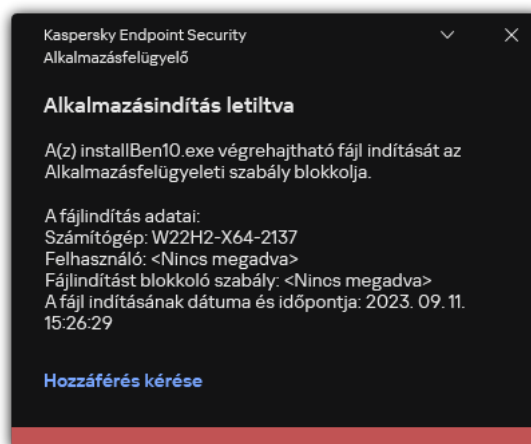 Kaspersky Endpoint Security
Alkalmazásfelügyelő
Alkalmazásindítás letiltva
A(z) installBen10.exe végrehajtható fájl indítását az
Alkalmazásfelügyeleti szabály blokkolja.
A fájlindítás adatai:
Számítógép: W22H2-X64-2137
Felhasználó: <Nincs megadva>
Fájlindítást blokkoló szabály: <Nincs megadva>
A fájl indításának dátuma és időpontja: 2023. 09. 11.
15:26:29
Hozzáférés kérése